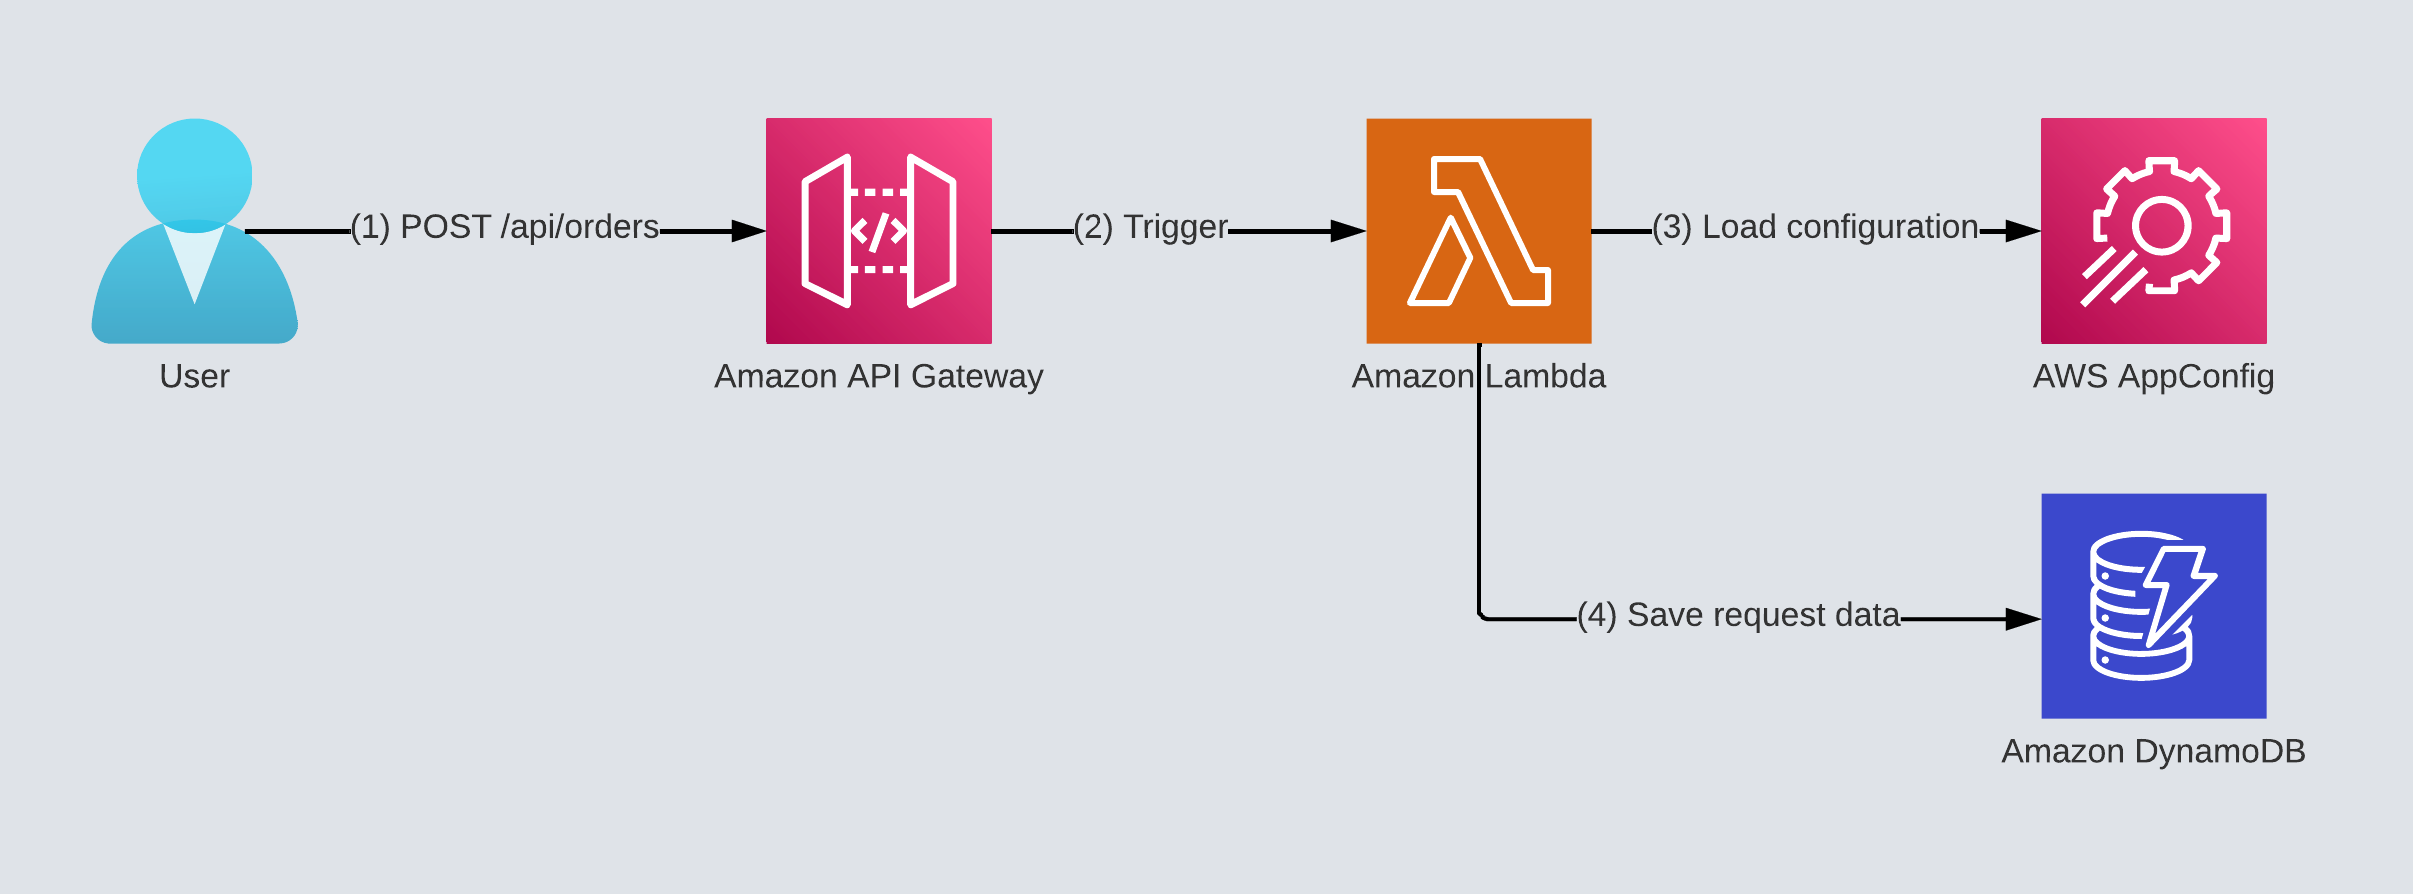 (1) POST /api/orders
(2) Trigger
(3) Load configuration
User
Amazon API Gateway
Amazon Lambda
AWS AppConfig
(4) Save request data
Amazon DynamoDB